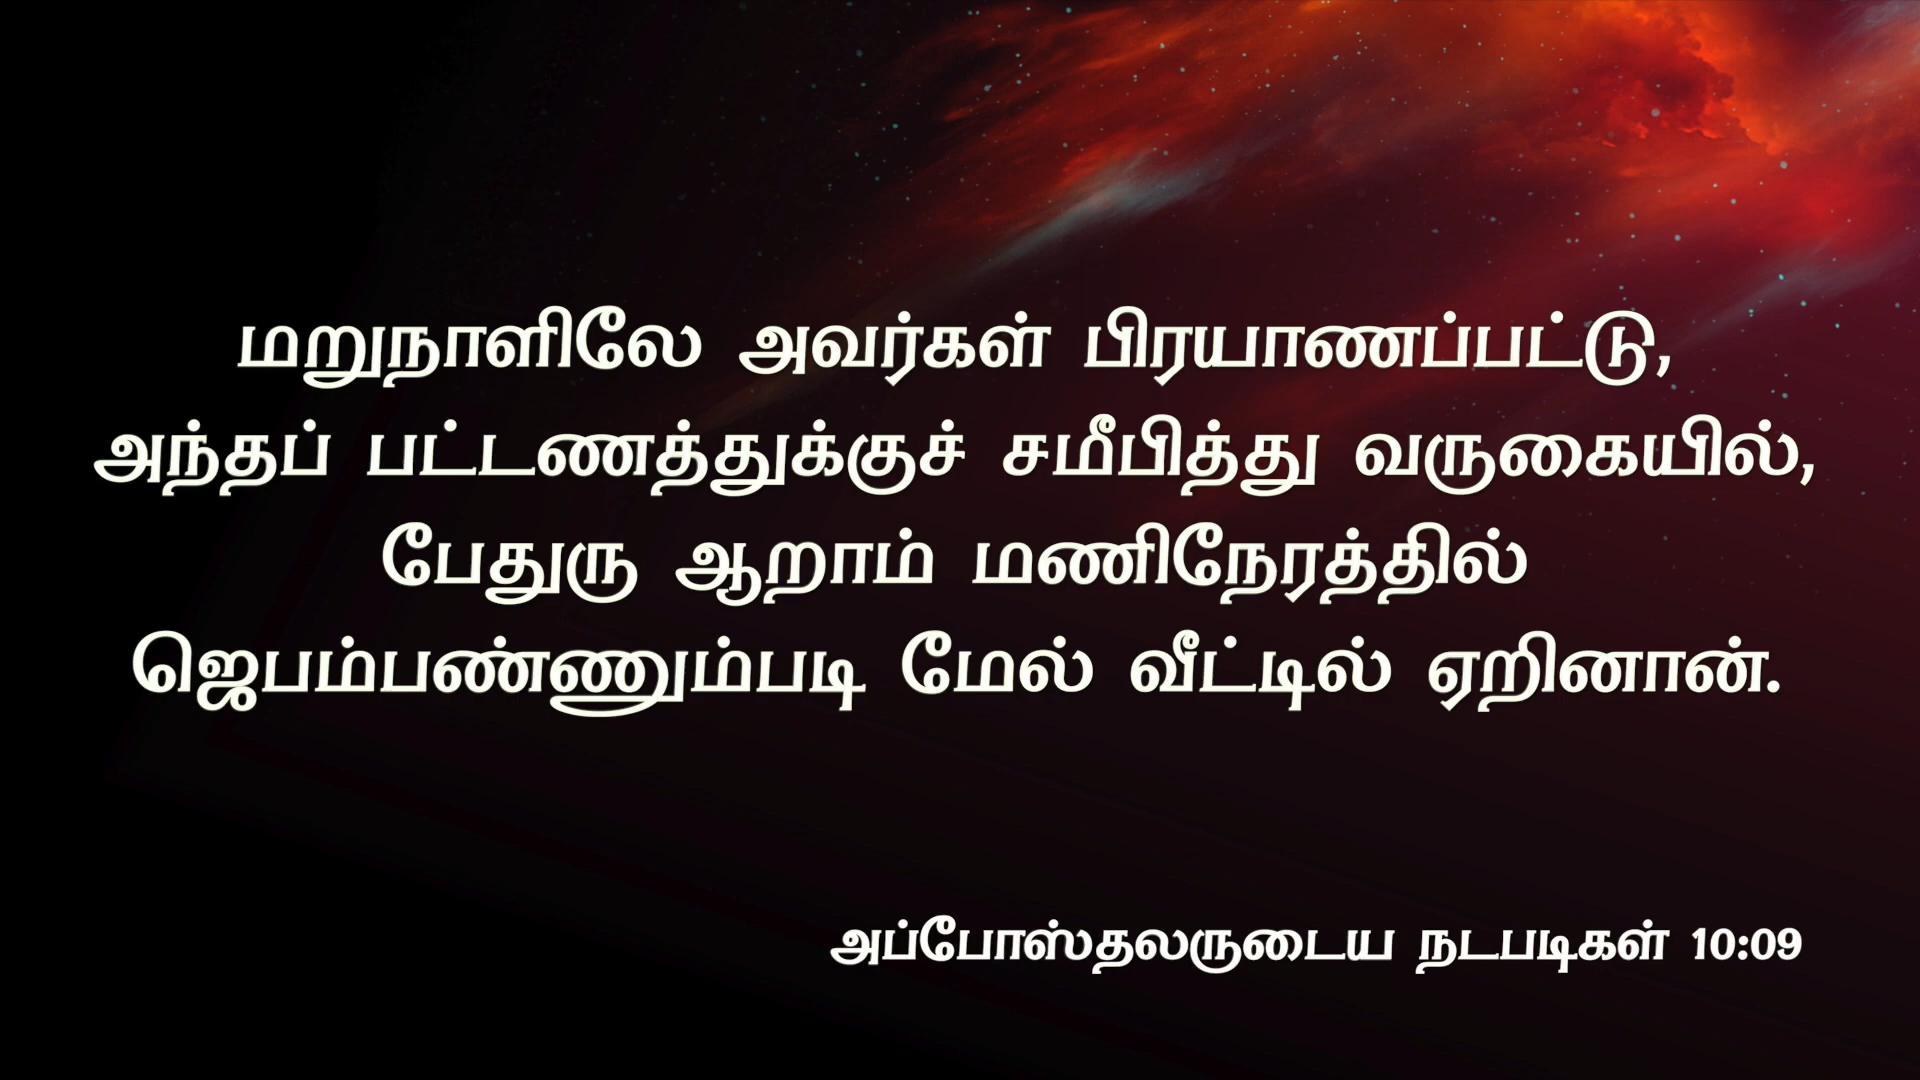 மறுநாளிலே அவர்கள் பிரயாணப்பட்டு,
அந்தப் பட்டணத்துக்குச் சமீபித்து வருகையில்,
பேதுரு ஆறாம் மணிநேரத்தில்
ஜெபம்பண்ணும்படி மேல் வீட்டில் ஏறினான்.
அப்போஸ்தலருடைய நடபடிகள் 10:09